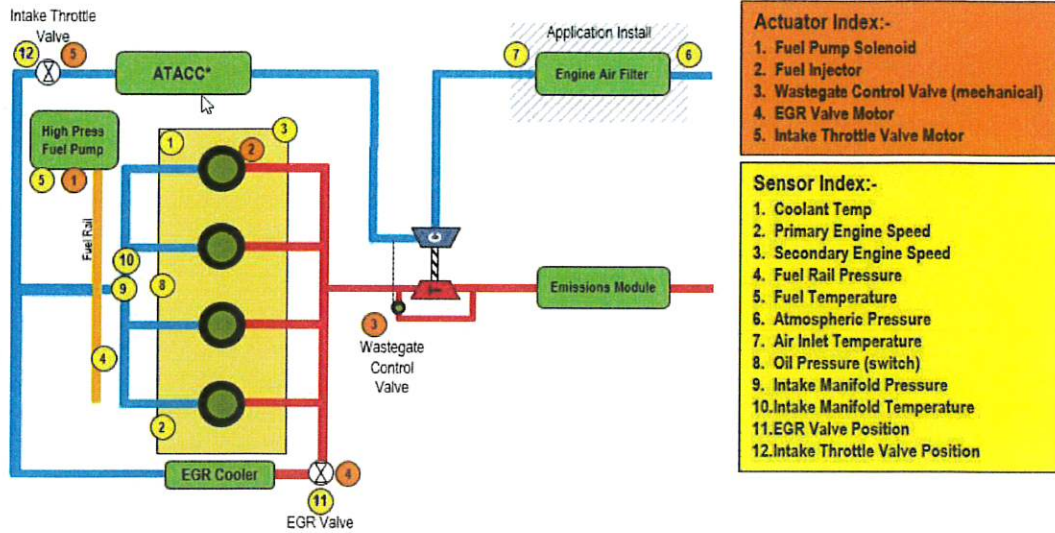 Intake Throttle
Valve
12
5
ATACC*
Application Install
7
Engine Air Filter
6
High Press
Fuel Pump
5
1
Fuel Rail
1
3
2
10
9
8
4
2
3
Wastegate
Control
Valve
Emissions Module
EGR Cooler
4
11
EGR Valve
Actuator Index:-
1. Fuel Pump Solenoid
2. Fuel Injector
3. Wastegate Control Valve (mechanical)
4. EGR Valve Motor
5. Intake Throttle Valve Motor
Sensor Index:-
1. Coolant Temp
2. Primary Engine Speed
3. Secondary Engine Speed
4. Fuel Rail Pressure
5. Fuel Temperature
6. Atmospheric Pressure
7. Air Inlet Temperature
8. Oil Pressure (switch)
9. Intake Manifold Pressure
10.Intake Manifold Temperature
11.EGR Valve Position
12.Intake Throttle Valve Position